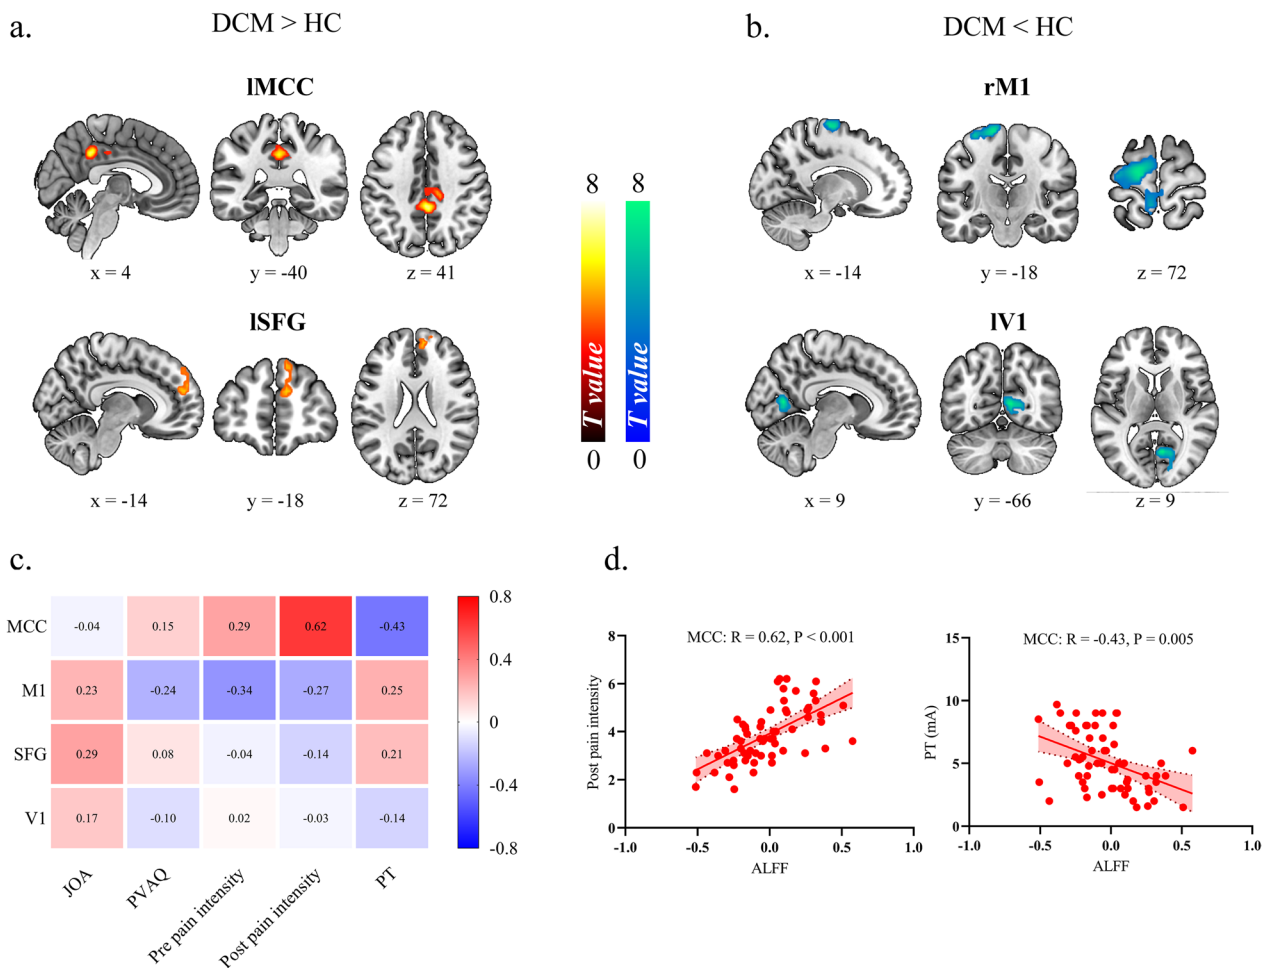 a.
DCM > HC
lMCC
x = 4
y = -40
z = 41
lSFG
x = -14
y = -18
z = 72
8
8
T value
T value
0
0
b.
DCM < HC
rM1
x = -14
y = -18
z = 72
lV1
x = 9
y = -66
z = 9
c.
MCC
-0.04
0.15
0.29
0.62
-0.43
M1
0.23
-0.24
-0.34
-0.27
0.25
SFG
0.29
0.08
-0.04
-0.14
0.21
V1
0.17
-0.10
0.02
-0.03
-0.14
JOA
PVAQ
Pre pain intensity
Post pain intensity
PT
0.8
0.4
0
-0.4
-0.8
d.
MCC: R = 0.62, P < 0.001
Post pain intensity
8
6
4
2
0
-1.0
-0.5
0.0
0.5
1.0
ALFF
MCC: R = -0.43, P = 0.005
PT (mA)
15
10
5
0
-1.0
-0.5
0.0
0.5
1.0
ALFF